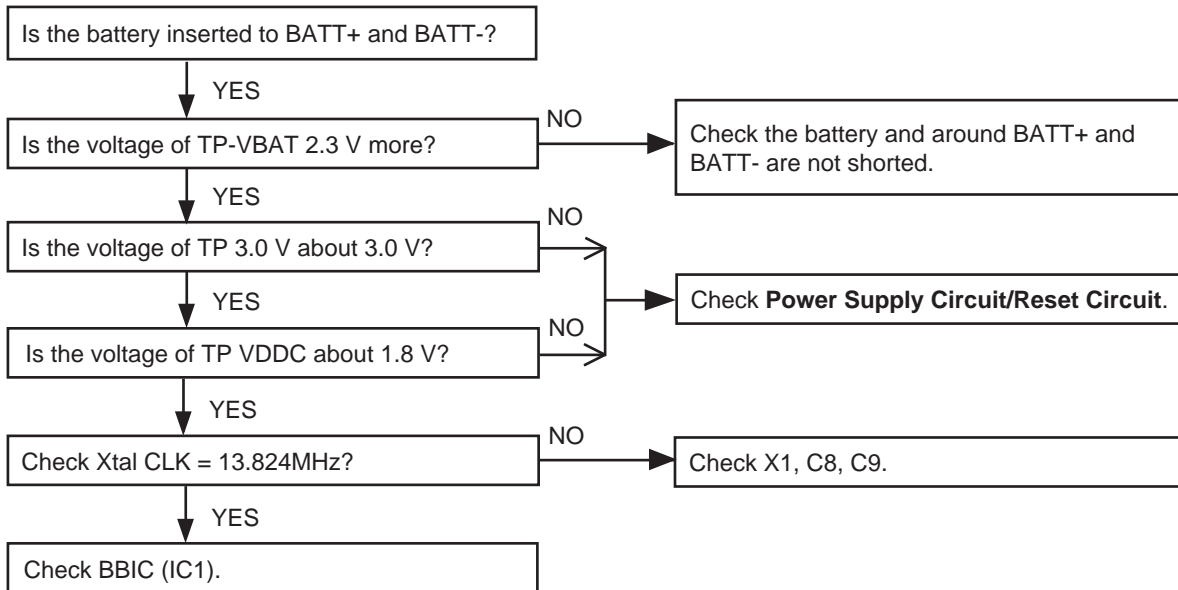 Is the battery inserted to BATT+ and BATT-?
YES
Is the voltage of TP-VBAT 2.3 V more?
NO
Check the battery and around BATT+ and
BATT- are not shorted.
YES
Is the voltage of TP 3.0 V about 3.0 V?
NO
YES
Check Power Supply Circuit/Reset Circuit.
NO
Is the voltage of TP VDDC about 1.8 V?
YES
Check Xtal CLK = 13.824MHz?
NO
Check X1, C8, C9.
YES
Check BBIC (IC1).